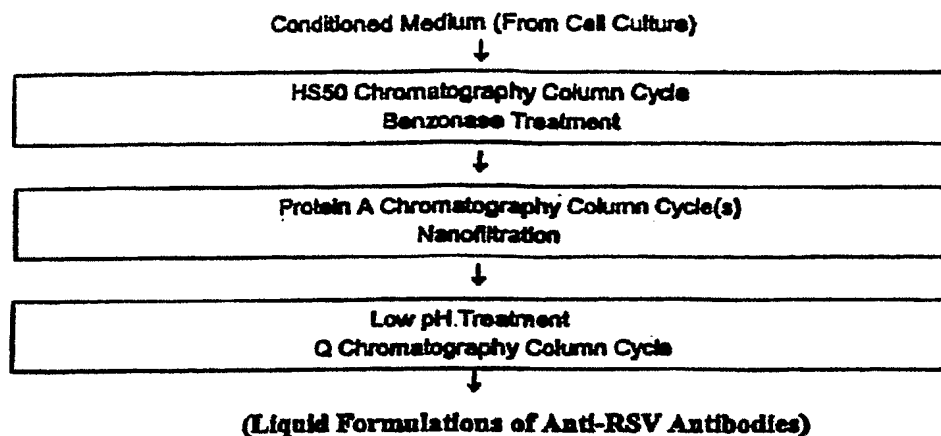 Conditioned Medium (From Cell Culture)
HS50 Chromatography Column Cycle
Benzonase Treatment
Protein A Chromatography Column Cycle(s)
Nanofiltration
Low pH.Treatment
Q Chromatography Column Cycle
(Liquid Formulations of Anti-RSV Antibodies)